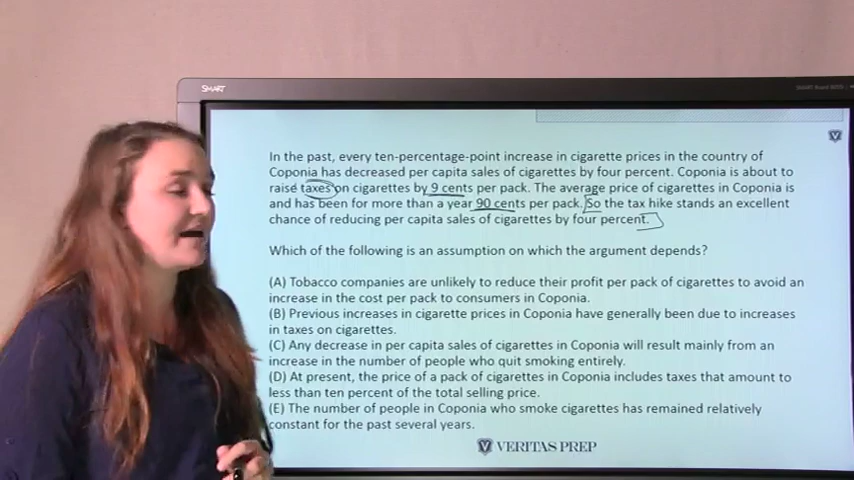 SMART
In the past, every ten-percentage-point increase in cigarette prices in the country of
Coponia has decreased per capita sales of cigarettes by four percent. Coponia is about to
raise taxes on cigarettes by 9 cents per pack. The average price of cigarettes in Coponia is
and has been for more than a year 90 cents per pack. So the tax hike stands an excellent
chance of reducing per capita sales of cigarettes by four percent.
Which of the following is an assumption on which the argument depends?
(A) Tobacco companies are unlikely to reduce their profit per pack of cigarettes to avoid an
increase in the cost per pack to consumers in Coponia.
(B) Previous increases in cigarette prices in Coponia have generally been due to increases
in taxes on cigarettes.
(C) Any decrease in per capita sales of cigarettes in Coponia will result mainly from an
increase in the number of people who quit smoking entirely.
(D) At present, the price of a pack of cigarettes in Coponia includes taxes that amount to
less than ten percent of the total selling price.
(E) The number of people in Coponia who smoke cigarettes has remained relatively
constant for the past several years.
V VERITAS PREP